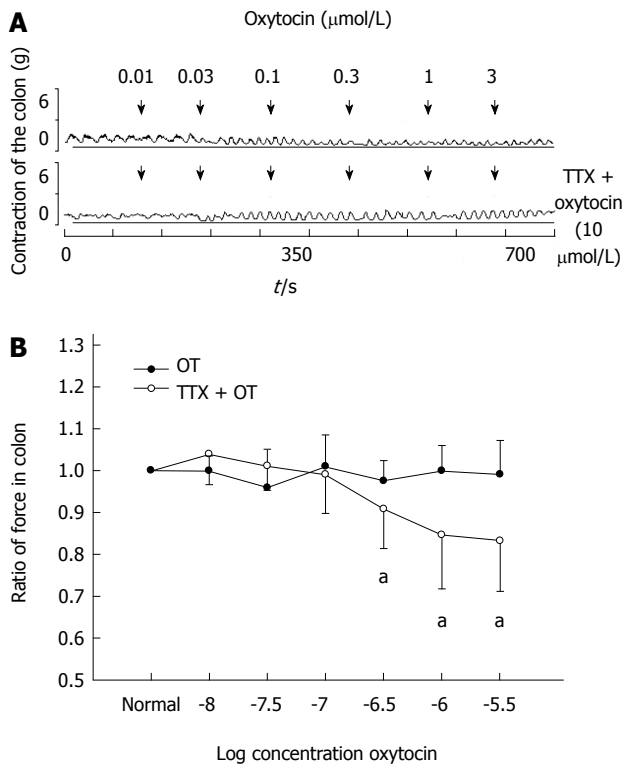 A
Oxytocin (μmol/L)
0.01 0.03 0.1 0.3 1 3
Contraction of the colon (g)
6
0
6
0
TTX +
oxytocin
(10
μmol/L)
0 350 700
t/s
B
1.3
1.2
1.1
1.0
0.9
0.8
0.7
0.6
0.5
Ratio of force in colon
OT
TTX + OT
a
a a
Normal -8 -7.5 -7 -6.5 -6 -5.5
Log concentration oxytocin